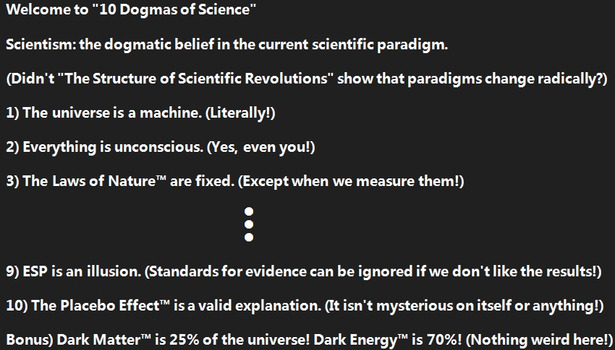 Welcome to "10 Dogmas of Science"
Scientism: the dogmatic belief in the current scientific paradigm.
(Didn't "The Structure of Scientific Revolutions" show that paradigms change radically?)
1) The universe is a machine. (Literally!)
2) Everything is unconscious. (Yes, even you!)
3) The Laws of Nature™ are fixed. (Except when we measure them!)
9) ESP is an illusion. (Standards for evidence can be ignored if we don't like the results!)
10) The Placebo Effect™ is a valid explanation. (It isn't mysterious on itself or anything!)
Bonus) Dark Matter™ is 25% of the universe! Dark Energy™ is 70%! (Nothing weird here!)